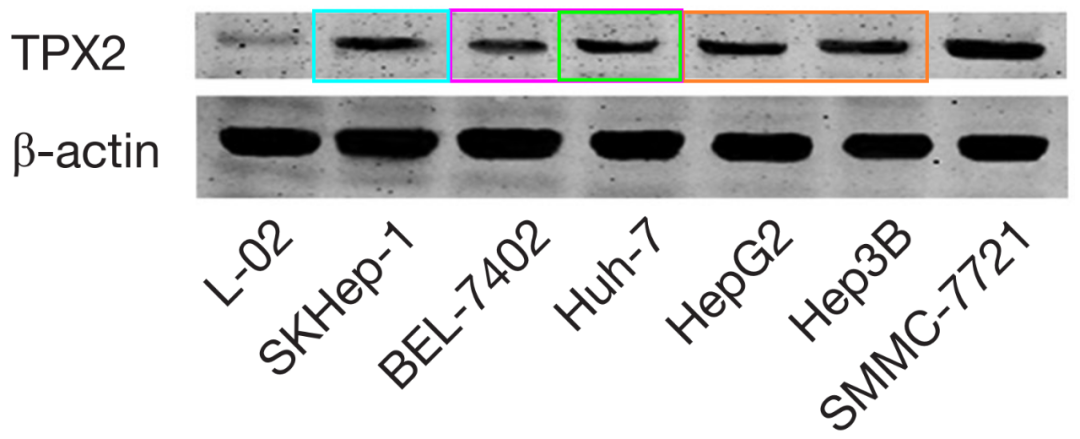 TPX2
β-actin
L-02
SKHep-1
BEL-7402
Huh-7
HepG2
Hep3B
SMMC-7721